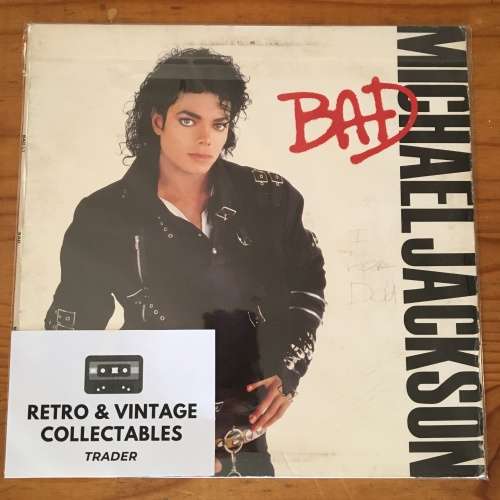 BAD
MICHAEL JACKSON
RETRO & VINTAGE
COLLECTABLES
TRADER